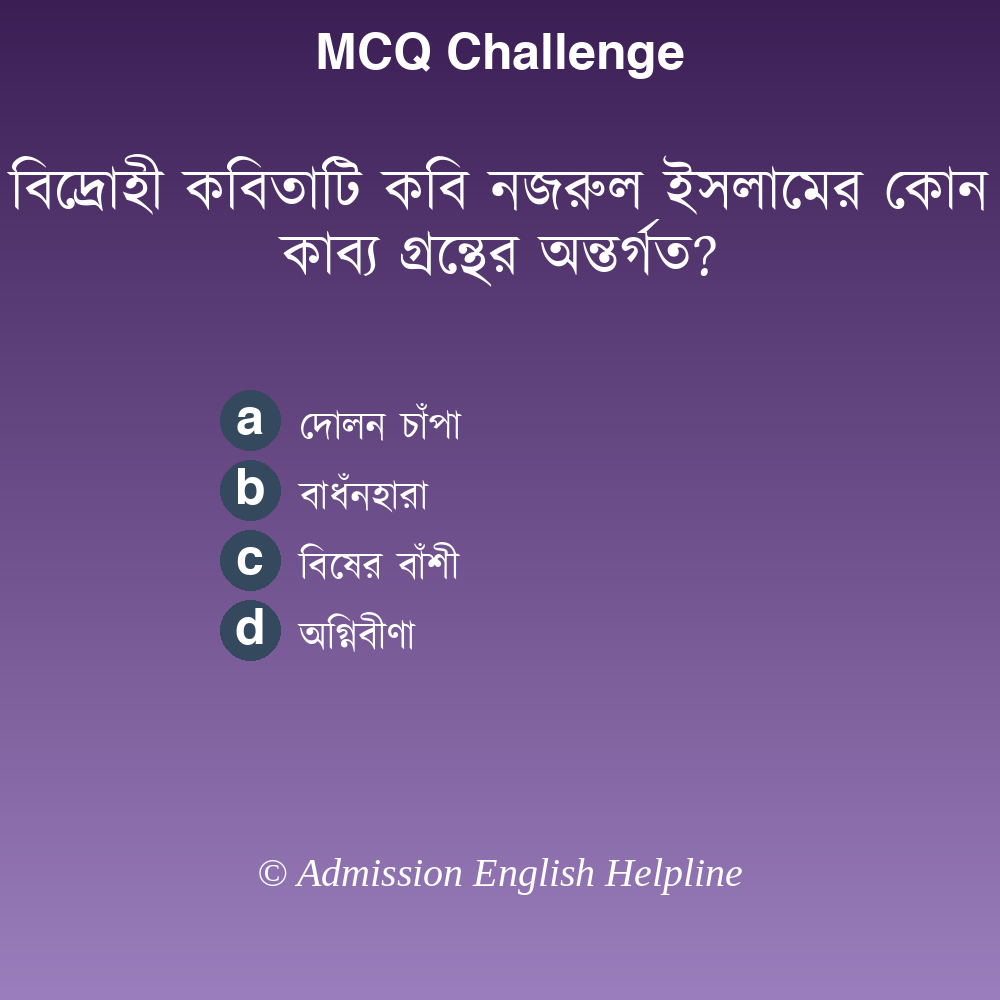 MCQ Challenge
বিদ্রোহী কবিতাটি কবি নজরুল ইসলামের কোন
কাব্য গ্রন্থের অন্তর্গত?
a দোলন চাঁপা
b বাধঁনহারা
c বিষের বাঁশী
d অগ্নিবীণা
© Admission English Helpline